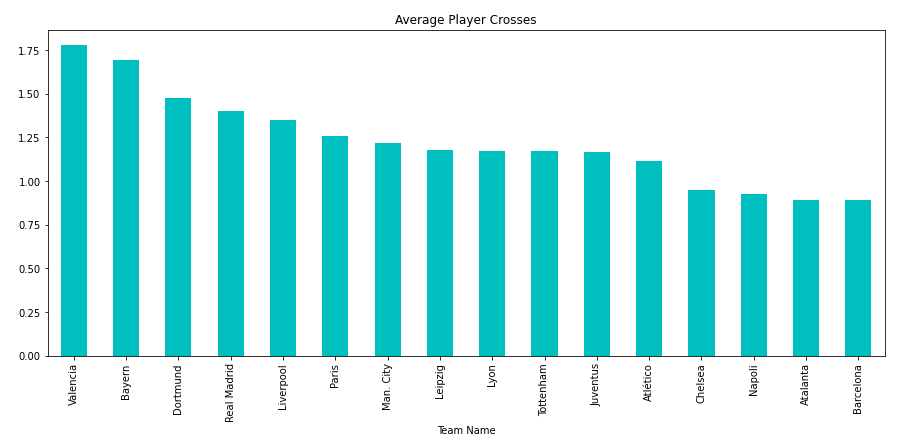 Average Player Crosses
1.75
1.50
1.25
1.00
0.75
0.50
0.25
0.00
Valencia
Bayern
Dortmund
Real Madrid
Liverpool
Paris
Man. City
Leipzig
Lyon
Tottenham
Juventus
Atlético
Chelsea
Napoli
Atalanta
Barcelona
Team Name